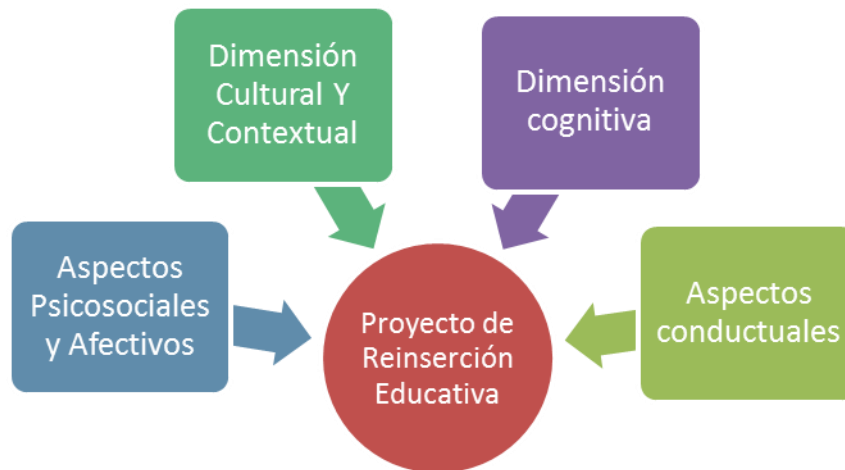 Dimensión
Cultural Y
Contextual
Dimensión
cognitiva
Aspectos
Psicosociales
y Afectivos
Proyecto de
Reinserción
Educativa
Aspectos
conductuales